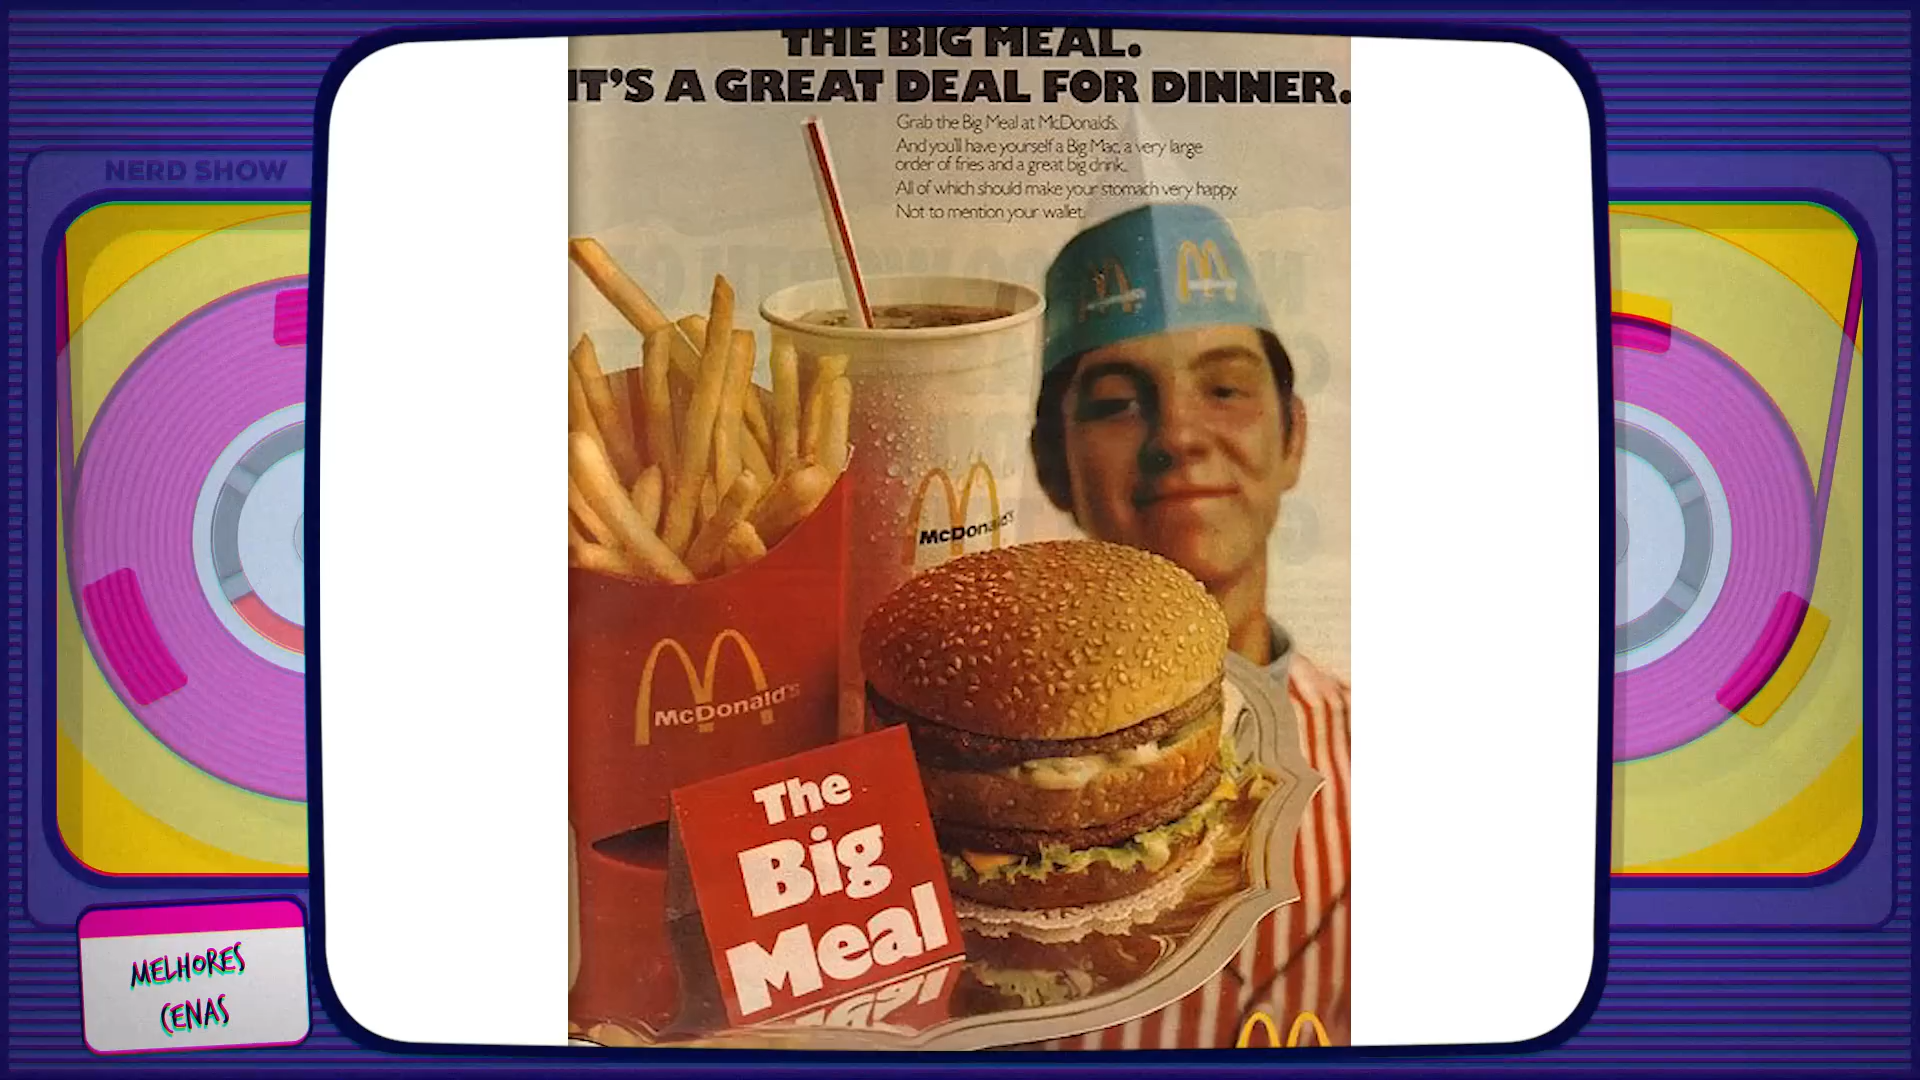 THE BIG MEAL.
IT'S A GREAT DEAL FOR DINNER.
Grab the Big Meal at McDonald's.
And you'll have yourself a Big Mac, a very large
order of fries and a great big drink.
All of which should make your stomach very happy.
Not to mention your wallet.
NERD SHOW
McDonald's
McDonald's
The
Big
Meal
MELHORES
CENAS